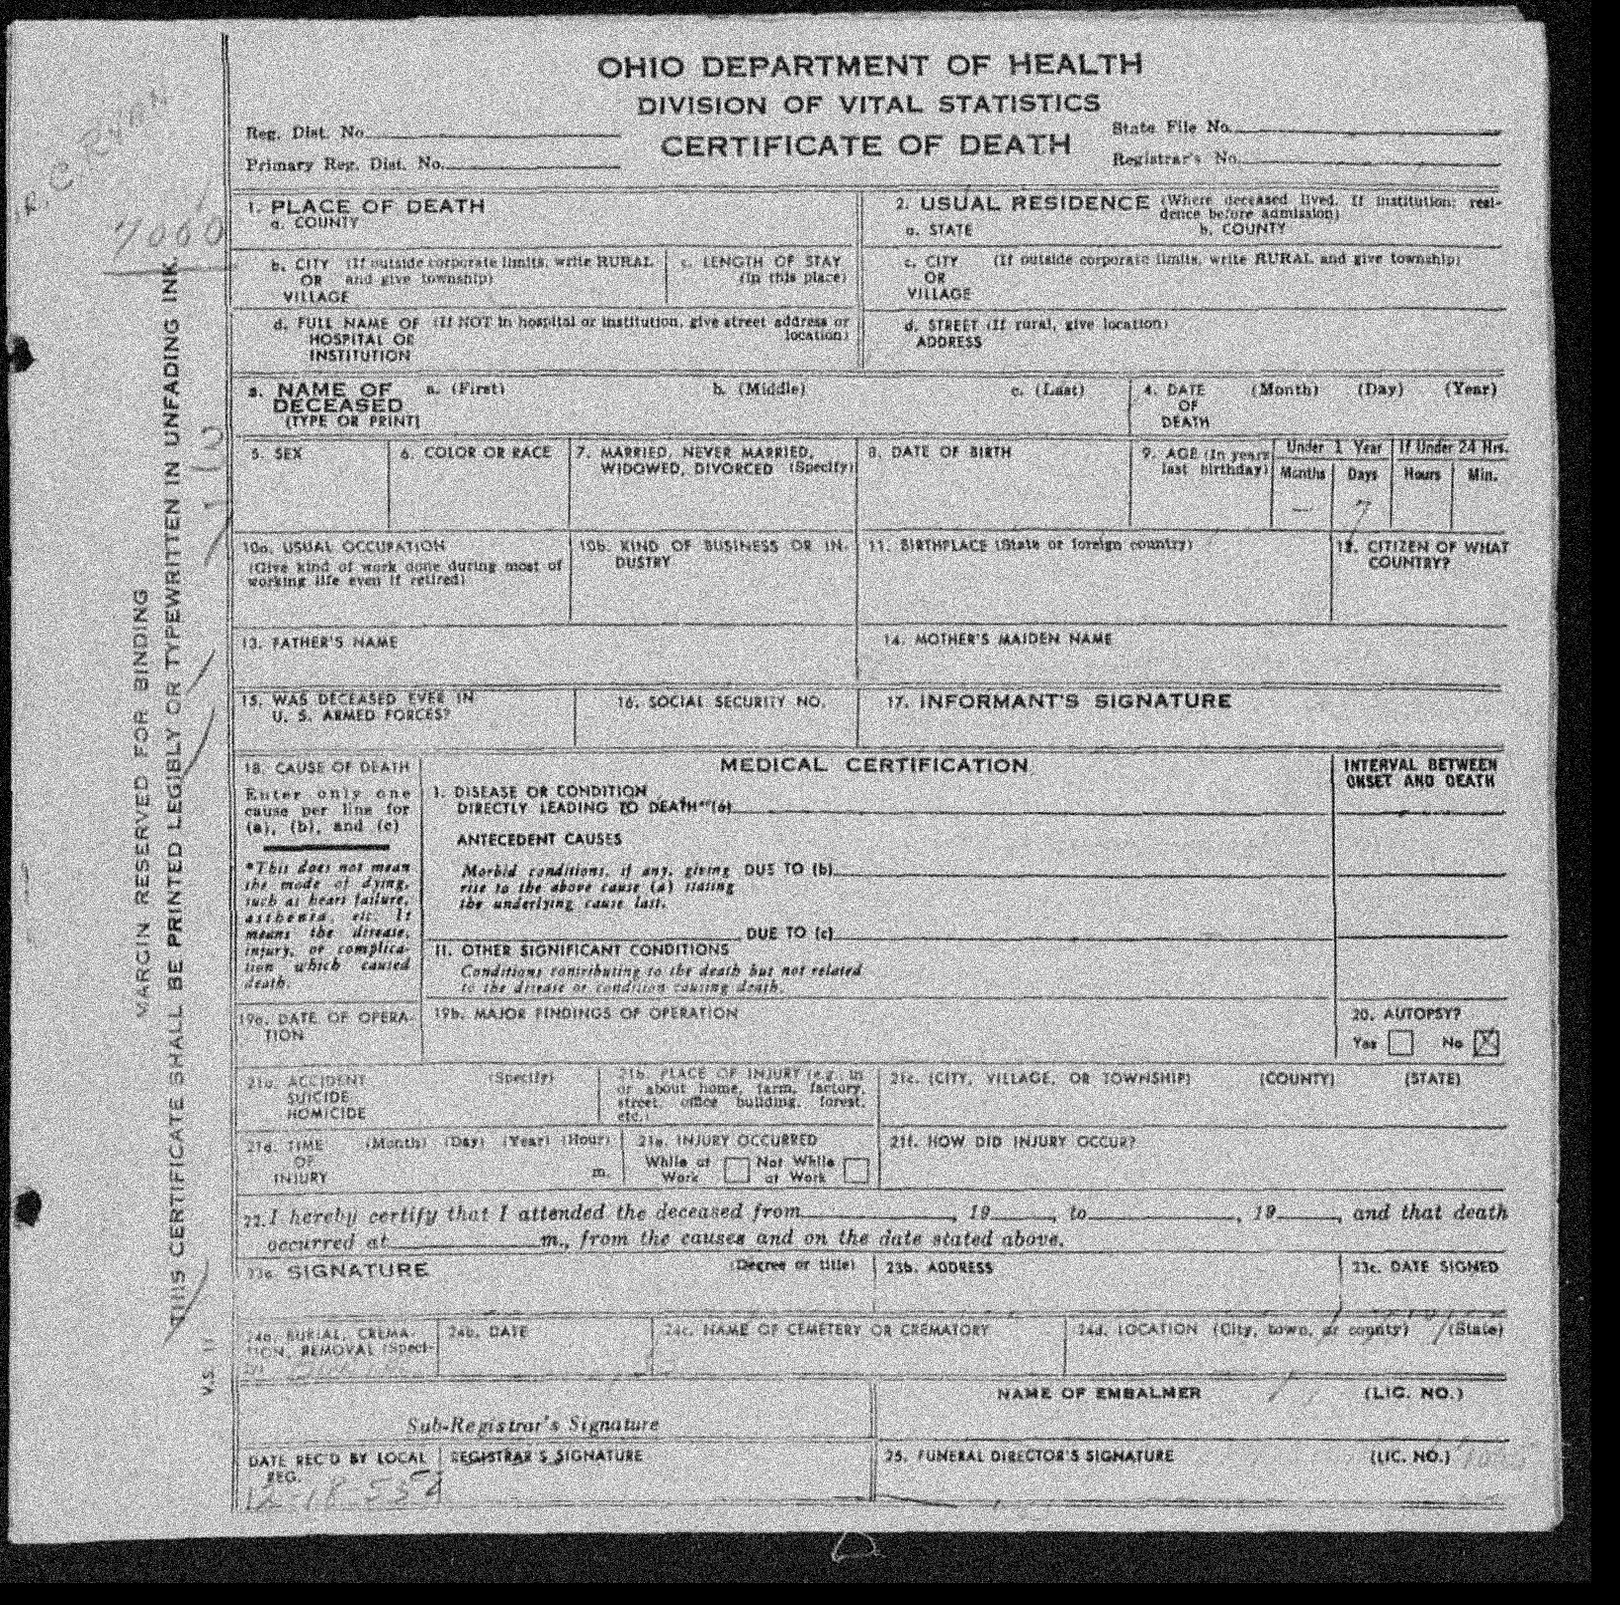 OHIO DEPARTMENT OF HEALTH
DIVISION OF VITAL STATISTICS
CERTIFICATE OF DEATH
Reg. Dist. No.
Primary Reg. Dist. No.
State File No.
Registrar's No.
1. PLACE OF DEATH
a. COUNTY
2. USUAL RESIDENCE (Where deceased lived. If institution: resi-
dence before admission)
a. STATE b. COUNTY
b. CITY (If outside corporate limits, write RURAL
OR and give township)
VILLAGE
c. LENGTH OF STAY
(in this place)
c. CITY (If outside corporate limits, write RURAL and give township)
OR
VILLAGE
d. FULL NAME OF (If NOT in hospital or institution, give street address or
HOSPITAL OR location)
INSTITUTION
d. STREET (If rural, give location)
ADDRESS
3. NAME OF a. (First) b. (Middle) c. (Last)
DECEASED
(TYPE OR PRINT)
4. DATE (Month) (Day) (Year)
OF
DEATH
5. SEX
6. COLOR OR RACE
7. MARRIED, NEVER MARRIED,
WIDOWED, DIVORCED (Specify)
8. DATE OF BIRTH
9. AGE (In years
last birthday)
Under 1 Year
Months Days
— 7
If Under 24 Hrs.
Hours Min.
10a. USUAL OCCUPATION
(Give kind of work done during most of
working life even if retired)
10b. KIND OF BUSINESS OR IN-
DUSTRY
11. BIRTHPLACE (State or foreign country)
12. CITIZEN OF WHAT
COUNTRY?
13. FATHER'S NAME
14. MOTHER'S MAIDEN NAME
15. WAS DECEASED EVER IN
U. S. ARMED FORCES?
16. SOCIAL SECURITY NO.
17. INFORMANT'S SIGNATURE
18. CAUSE OF DEATH
Enter only one
cause per line for
(a), (b), and (c)
*This does not mean
the mode of dying,
such as heart failure,
asthenia, etc. It
means the disease,
injury, or complica-
tion which caused
death.
MEDICAL CERTIFICATION
INTERVAL BETWEEN
ONSET AND DEATH
I. DISEASE OR CONDITION
DIRECTLY LEADING TO DEATH*(a)
ANTECEDENT CAUSES
Morbid conditions, if any, giving DUE TO (b)
rise to the above cause (a) stating
the underlying cause last.
DUE TO (c)
II. OTHER SIGNIFICANT CONDITIONS
Conditions contributing to the death but not related
to the disease or condition causing death.
19a. DATE OF OPERA-
TION
19b. MAJOR FINDINGS OF OPERATION
20. AUTOPSY?
Yes No X
21a. ACCIDENT (Specify)
SUICIDE
HOMICIDE
21b. PLACE OF INJURY (e.g., in
or about home, farm, factory,
street, office building, forest,
etc.)
21c. (CITY, VILLAGE, OR TOWNSHIP) (COUNTY) (STATE)
21d. TIME (Month) (Day) (Year) (Hour)
OF
INJURY m.
21e. INJURY OCCURRED
While at Not While
Work at Work
21f. HOW DID INJURY OCCUR?
22. I hereby certify that I attended the deceased from , 19 , to , 19 , and that death
occurred at m., from the causes and on the date stated above.
23a. SIGNATURE (Degree or title)
23b. ADDRESS
23c. DATE SIGNED
24a. BURIAL, CREMA-
TION, REMOVAL (Speci-
fy)
24b. DATE
24c. NAME OF CEMETERY OR CREMATORY
24d. LOCATION (City, town, or county) (State)
Sub-Registrar's Signature
NAME OF EMBALMER (LIC. NO.)
DATE REC'D BY LOCAL
REG.
12-18-55
REGISTRAR'S SIGNATURE
25. FUNERAL DIRECTOR'S SIGNATURE (LIC. NO.)
MARGIN RESERVED FOR BINDING
THIS CERTIFICATE SHALL BE PRINTED LEGIBLY OR TYPEWRITTEN IN UNFADING INK.
V.S. 11
7000